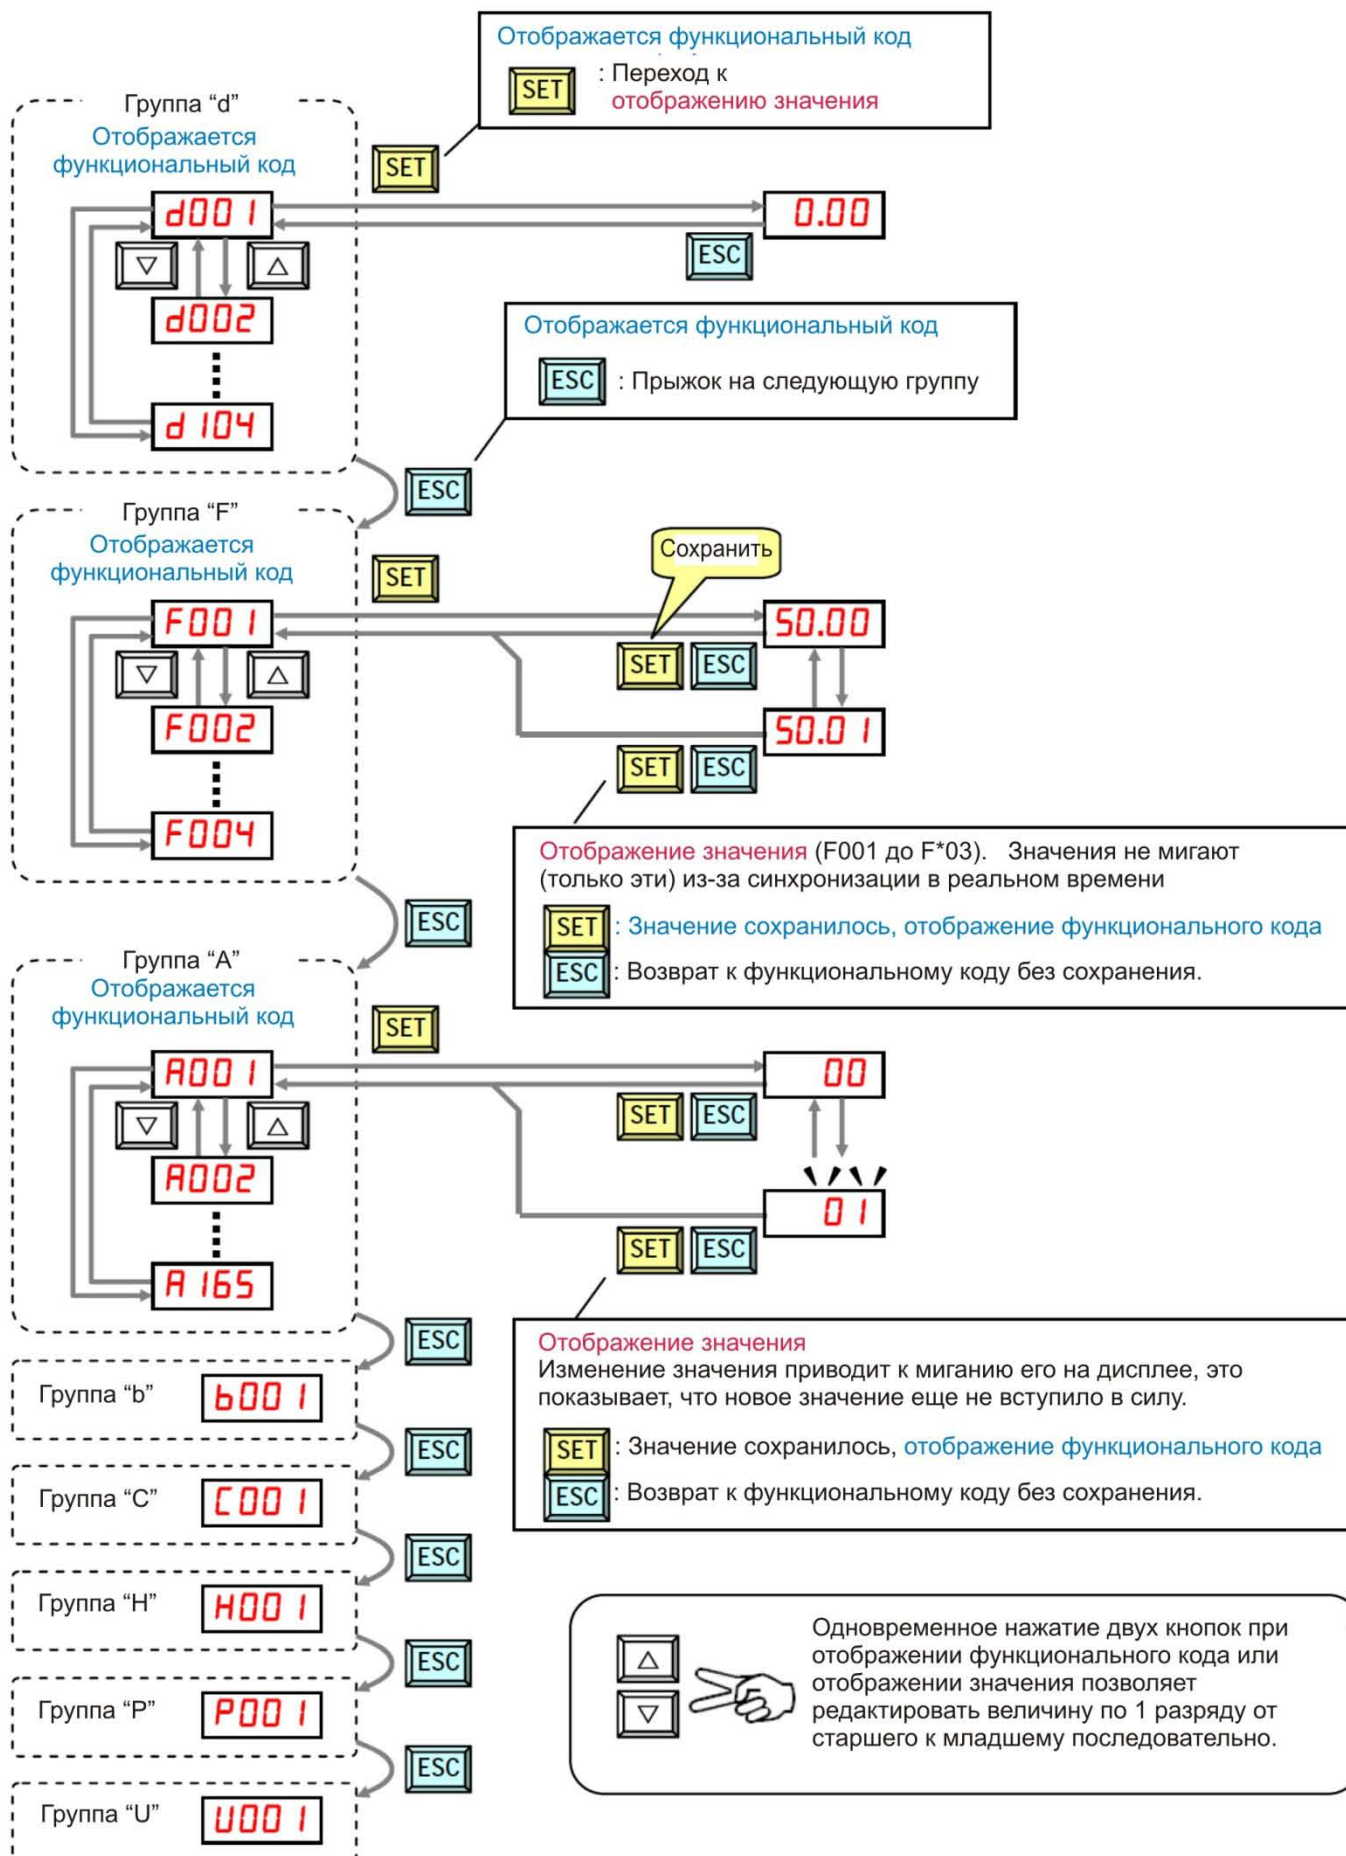 Отображается функциональный код
SET
: Переход к
отображению значения
Группа “d”
Отображается
функциональный код
SET
d001
0.00
ESC
d002
Отображается функциональный код
ESC
: Прыжок на следующую группу
d104
ESC
Группа “F”
Отображается
функциональный код
SET
Сохранить
F001
50.00
SET
ESC
F002
50.01
SET
ESC
F004
Отображение значения (F001 до F*03). Значения не мигают
(только эти) из-за синхронизации в реальном времени
SET : Значение сохранилось, отображение функционального кода
ESC : Возврат к функциональному коду без сохранения.
ESC
Группа “A”
Отображается
функциональный код
SET
A001
00
SET
ESC
A002
01
SET
ESC
A165
ESC
Отображение значения
Изменение значения приводит к миганию его на дисплее, это
показывает, что новое значение еще не вступило в силу.
SET : Значение сохранилось, отображение функционального кода
ESC : Возврат к функциональному коду без сохранения.
Группа “b”
b001
ESC
Группа “C”
C001
ESC
Группа “H”
H001
ESC
Группа “P”
P001
ESC
Группа “U”
U001
Одновременное нажатие двух кнопок при
отображении функционального кода или
отображении значения позволяет
редактировать величину по 1 разряду от
старшего к младшему последовательно.